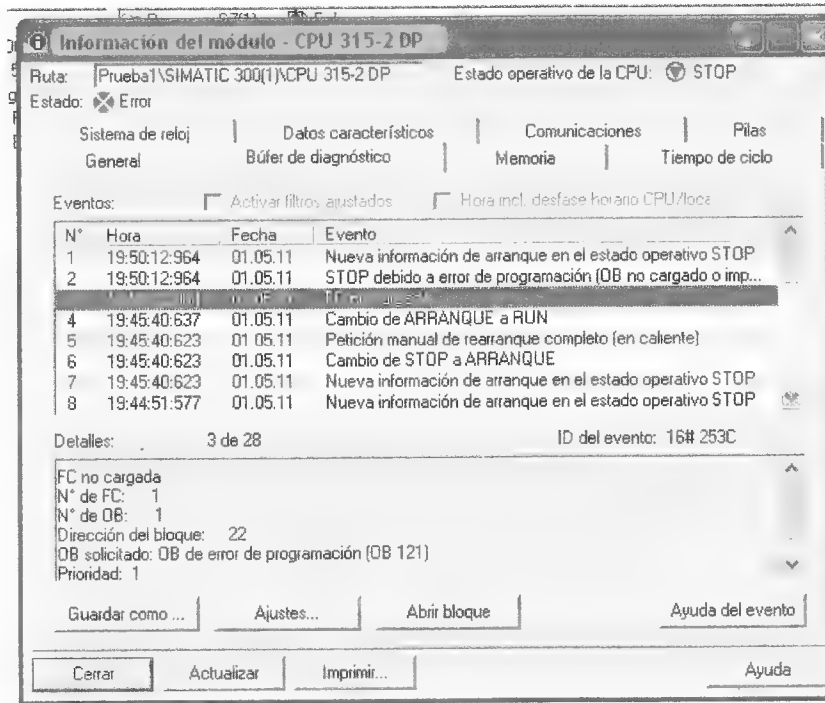 Información del módulo - CPU 315-2 DP
Ruta: Prueba1\SIMATIC 300(1)\CPU 315-2 DP Estado operativo de la CPU: STOP
Estado: Error
Sistema de reloj Datos característicos Comunicaciones Pilas
General Búfer de diagnóstico Memoria Tiempo de ciclo
Eventos: Activar filtros ajustados Hora incl. desfase horario CPU/loca
N° Hora Fecha Evento
1 19:50:12:964 01.05.11 Nueva información de arranque en el estado operativo STOP
2 19:50:12:964 01.05.11 STOP debido a error de programación (OB no cargado o imp...
4 19:45:40:637 01.05.11 Cambio de ARRANQUE a RUN
5 19:45:40:623 01.05.11 Petición manual de rearranque completo (en caliente)
6 19:45:40:623 01.05.11 Cambio de STOP a ARRANQUE
7 19:45:40:623 01.05.11 Nueva información de arranque en el estado operativo STOP
8 19:44:51:577 01.05.11 Nueva información de arranque en el estado operativo STOP
Detalles: 3 de 28 ID del evento: 16# 253C
FC no cargada
N° de FC: 1
N° de OB: 1
Dirección del bloque: 22
OB solicitado: OB de error de programación (OB 121)
Prioridad: 1
Guardar como ... Ajustes... Abrir bloque Ayuda del evento
Cerrar Actualizar Imprimir... Ayuda